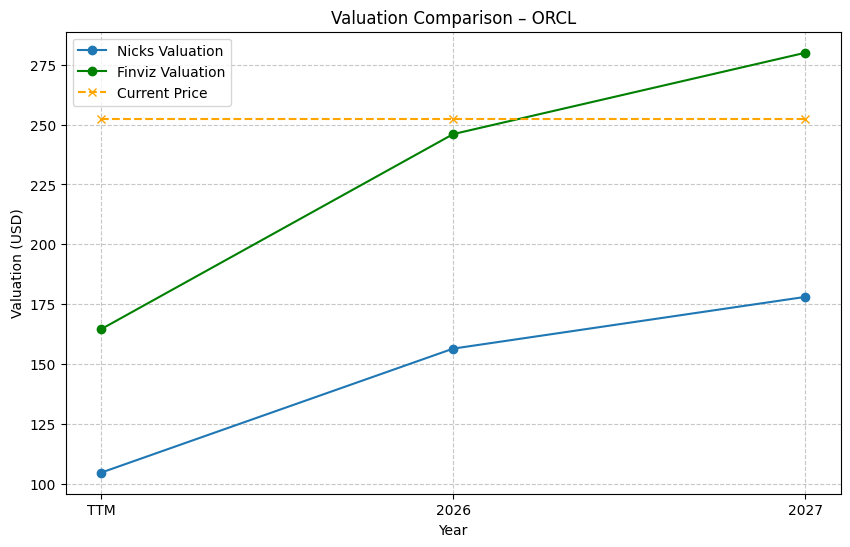 Valuation Comparison – ORCL
Nicks Valuation
Finviz Valuation
Current Price
Valuation (USD)
275
250
225
200
175
150
125
100
TTM
2026
2027
Year